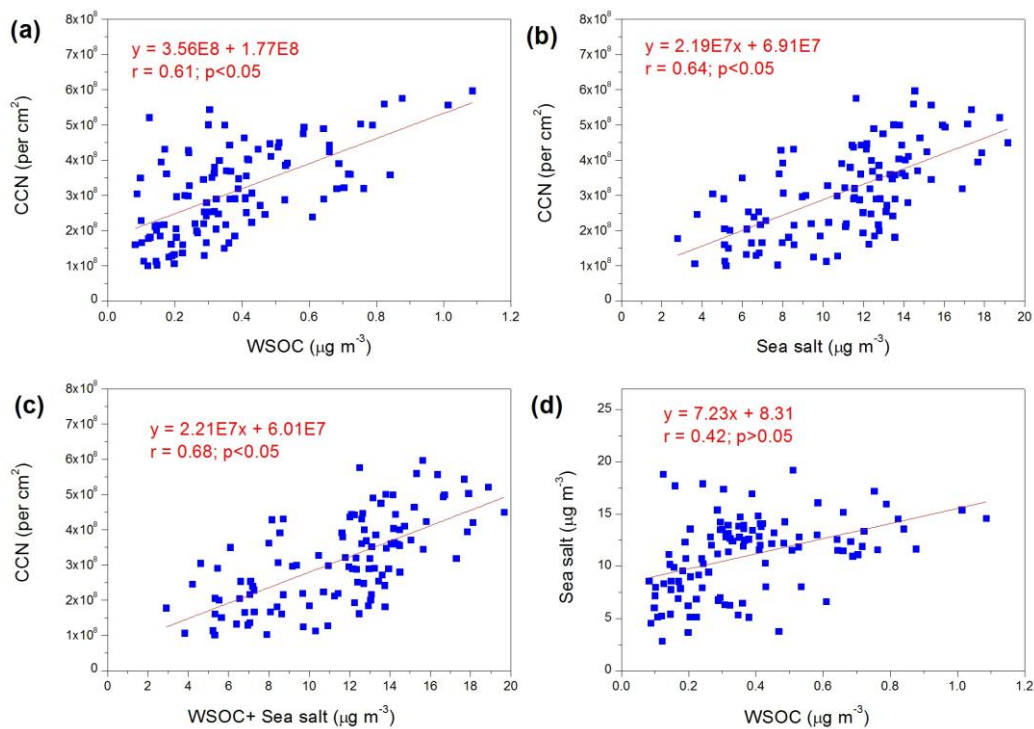 (a)
y = 3.56E8 + 1.77E8
r = 0.61; p<0.05
8x10⁸
7x10⁸
6x10⁸
5x10⁸
4x10⁸
3x10⁸
2x10⁸
1x10⁸
0
CCN (per cm²)
0.0 0.2 0.4 0.6 0.8 1.0 1.2
WSOC (μg m⁻³)
(b)
y = 2.19E7x + 6.91E7
r = 0.64; p<0.05
8x10⁸
7x10⁸
6x10⁸
5x10⁸
4x10⁸
3x10⁸
2x10⁸
1x10⁸
0
CCN (per cm²)
0 2 4 6 8 10 12 14 16 18 20
Sea salt (μg m⁻³)
(c)
y = 2.21E7x + 6.01E7
r = 0.68; p<0.05
8x10⁸
7x10⁸
6x10⁸
5x10⁸
4x10⁸
3x10⁸
2x10⁸
1x10⁸
0
CCN (per cm²)
0 2 4 6 8 10 12 14 16 18 20
WSOC+ Sea salt (μg m⁻³)
(d)
y = 7.23x + 8.31
r = 0.42; p>0.05
25
20
15
10
5
0
Sea salt (μg m⁻³)
0.0 0.2 0.4 0.6 0.8 1.0 1.2
WSOC (μg m⁻³)